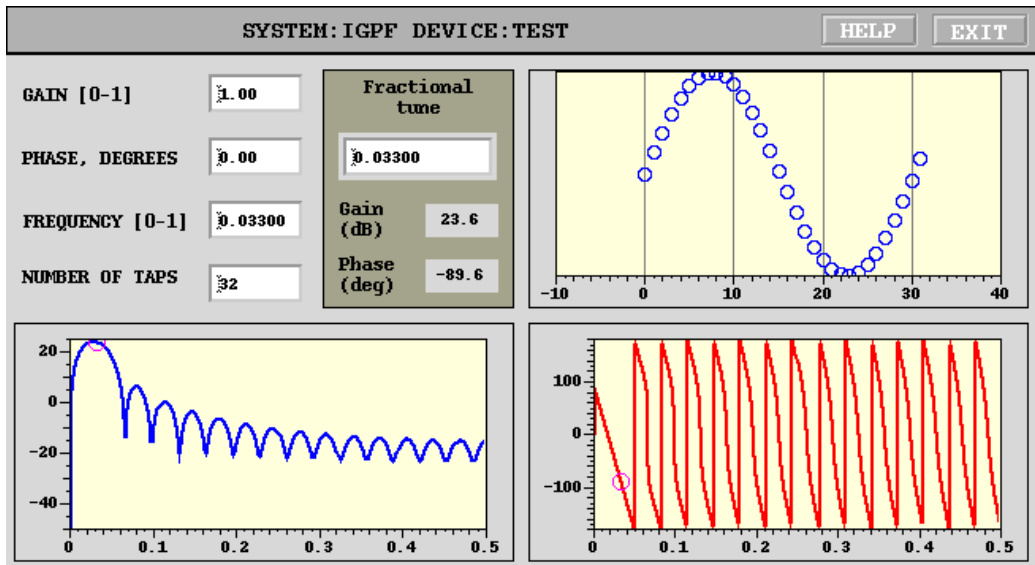 SYSTEM:IGPF DEVICE:TEST
HELP
EXIT
GAIN [0-1]
1.00
PHASE, DEGREES
0.00
FREQUENCY [0-1]
0.03300
NUMBER OF TAPS
32
Fractional
tune
0.03300
Gain
(dB)
23.6
Phase
(deg)
-89.6
-10 0 10 20 30 40
20
0
-20
-40
0 0.1 0.2 0.3 0.4 0.5
100
0
-100
0 0.1 0.2 0.3 0.4 0.5